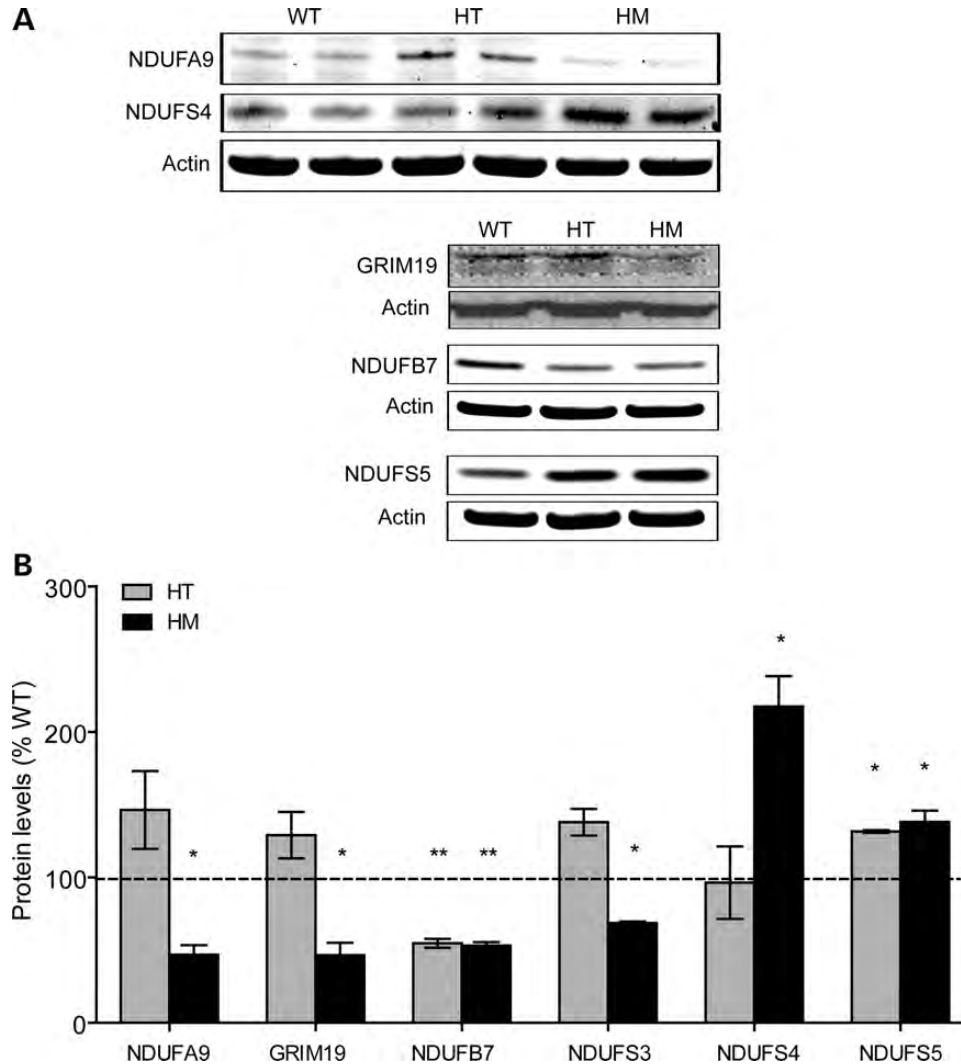 A
WT HT HM
NDUFA9
NDUFS4
Actin
WT HT HM
GRIM19
Actin
NDUFB7
Actin
NDUFS5
Actin
B
300
HT
HM
*
200
* *
* * ** ** *
100
0
Protein levels (% WT)
NDUFA9 GRIM19 NDUFB7 NDUFS3 NDUFS4 NDUFS5